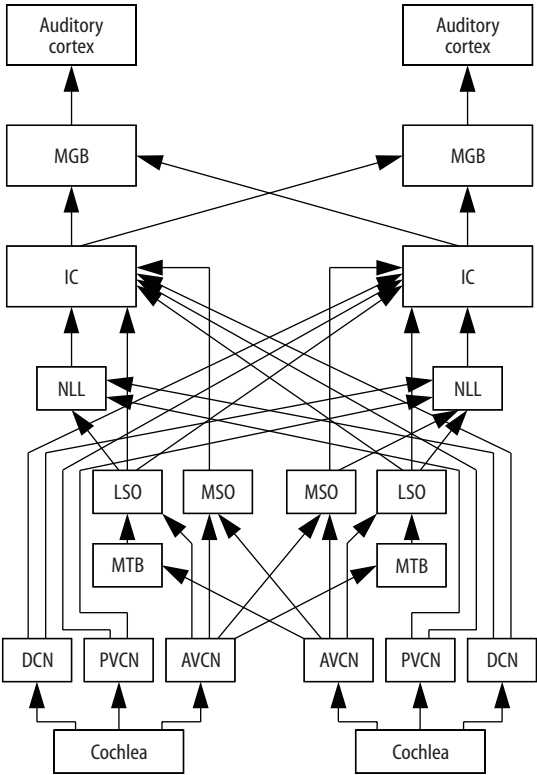 Auditory
cortex
Auditory
cortex
MGB
MGB
IC
IC
NLL
NLL
LSO
MSO
MSO
LSO
MTB
MTB
DCN
PVCN
AVCN
AVCN
PVCN
DCN
Cochlea
Cochlea